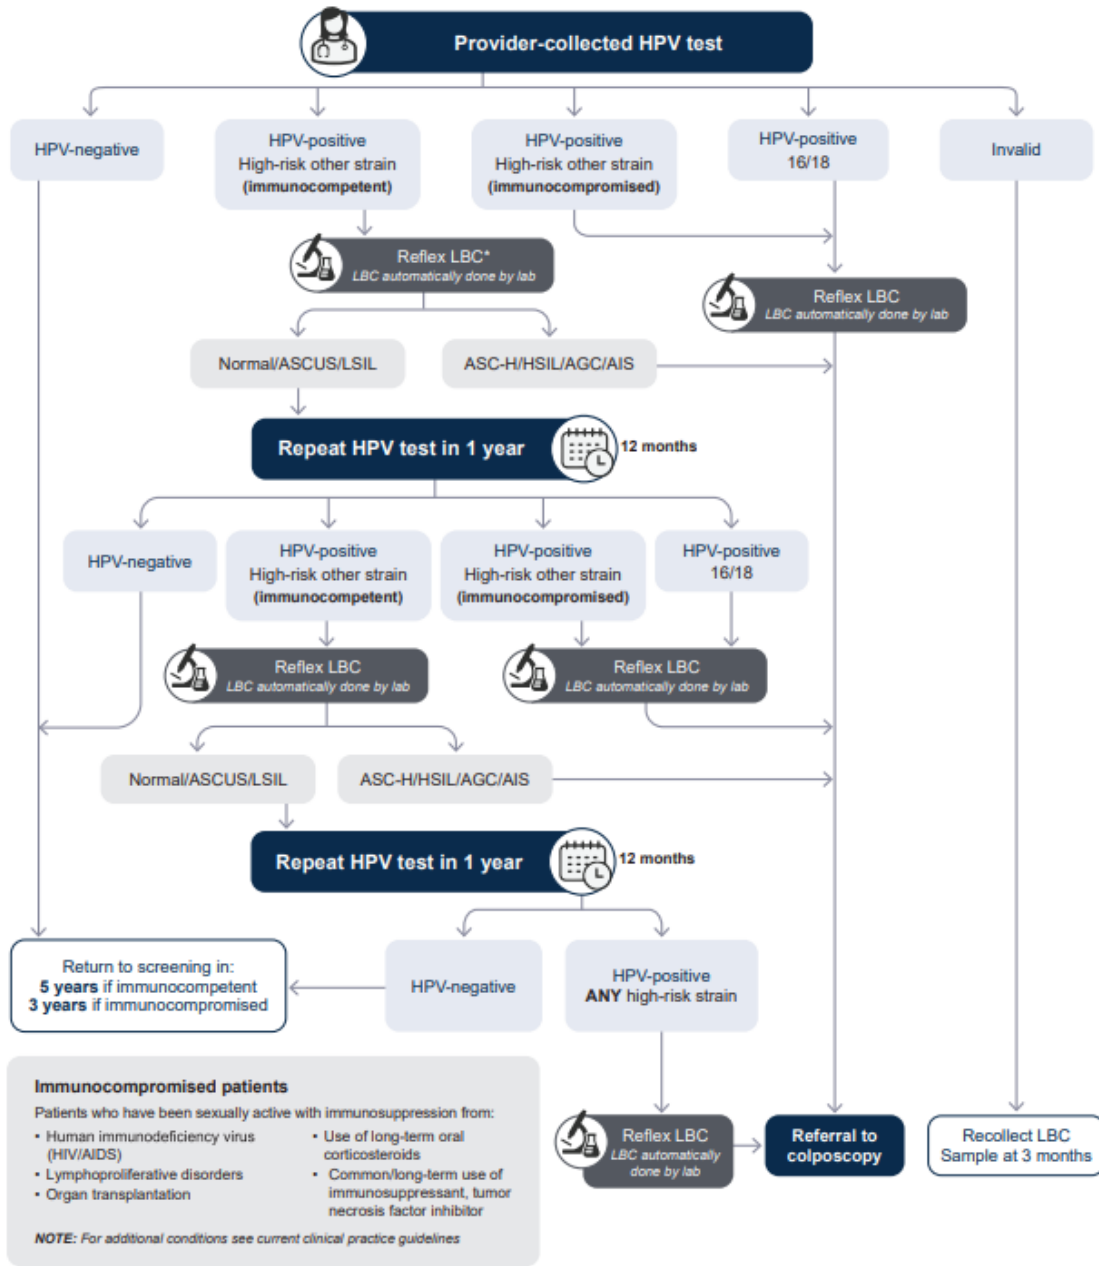 Provider-collected HPV test
HPV-negative
HPV-positive
High-risk other strain
(immunocompetent)
HPV-positive
High-risk other strain
(immunocompromised)
HPV-positive
16/18
Invalid
Reflex LBC*
LBC automatically done by lab
Reflex LBC
LBC automatically done by lab
Normal/ASCUS/LSIL
ASC-H/HSIL/AGC/AIS
Repeat HPV test in 1 year
12 months
HPV-negative
HPV-positive
High-risk other strain
(immunocompetent)
HPV-positive
High-risk other strain
(immunocompromised)
HPV-positive
16/18
Reflex LBC
LBC automatically done by lab
Reflex LBC
LBC automatically done by lab
Normal/ASCUS/LSIL
ASC-H/HSIL/AGC/AIS
Repeat HPV test in 1 year
12 months
Return to screening in:
5 years if immunocompetent
3 years if immunocompromised
HPV-negative
HPV-positive
ANY high-risk strain
Reflex LBC
LBC automatically
done by lab
Referral to
colposcopy
Recollect LBC
Sample at 3 months
Immunocompromised patients
Patients who have been sexually active with immunosuppression from:
• Human immunodeficiency virus
(HIV/AIDS)
• Lymphoproliferative disorders
• Organ transplantation
• Use of long-term oral
corticosteroids
• Common/long-term use of
immunosuppressant, tumor
necrosis factor inhibitor
NOTE: For additional conditions see current clinical practice guidelines